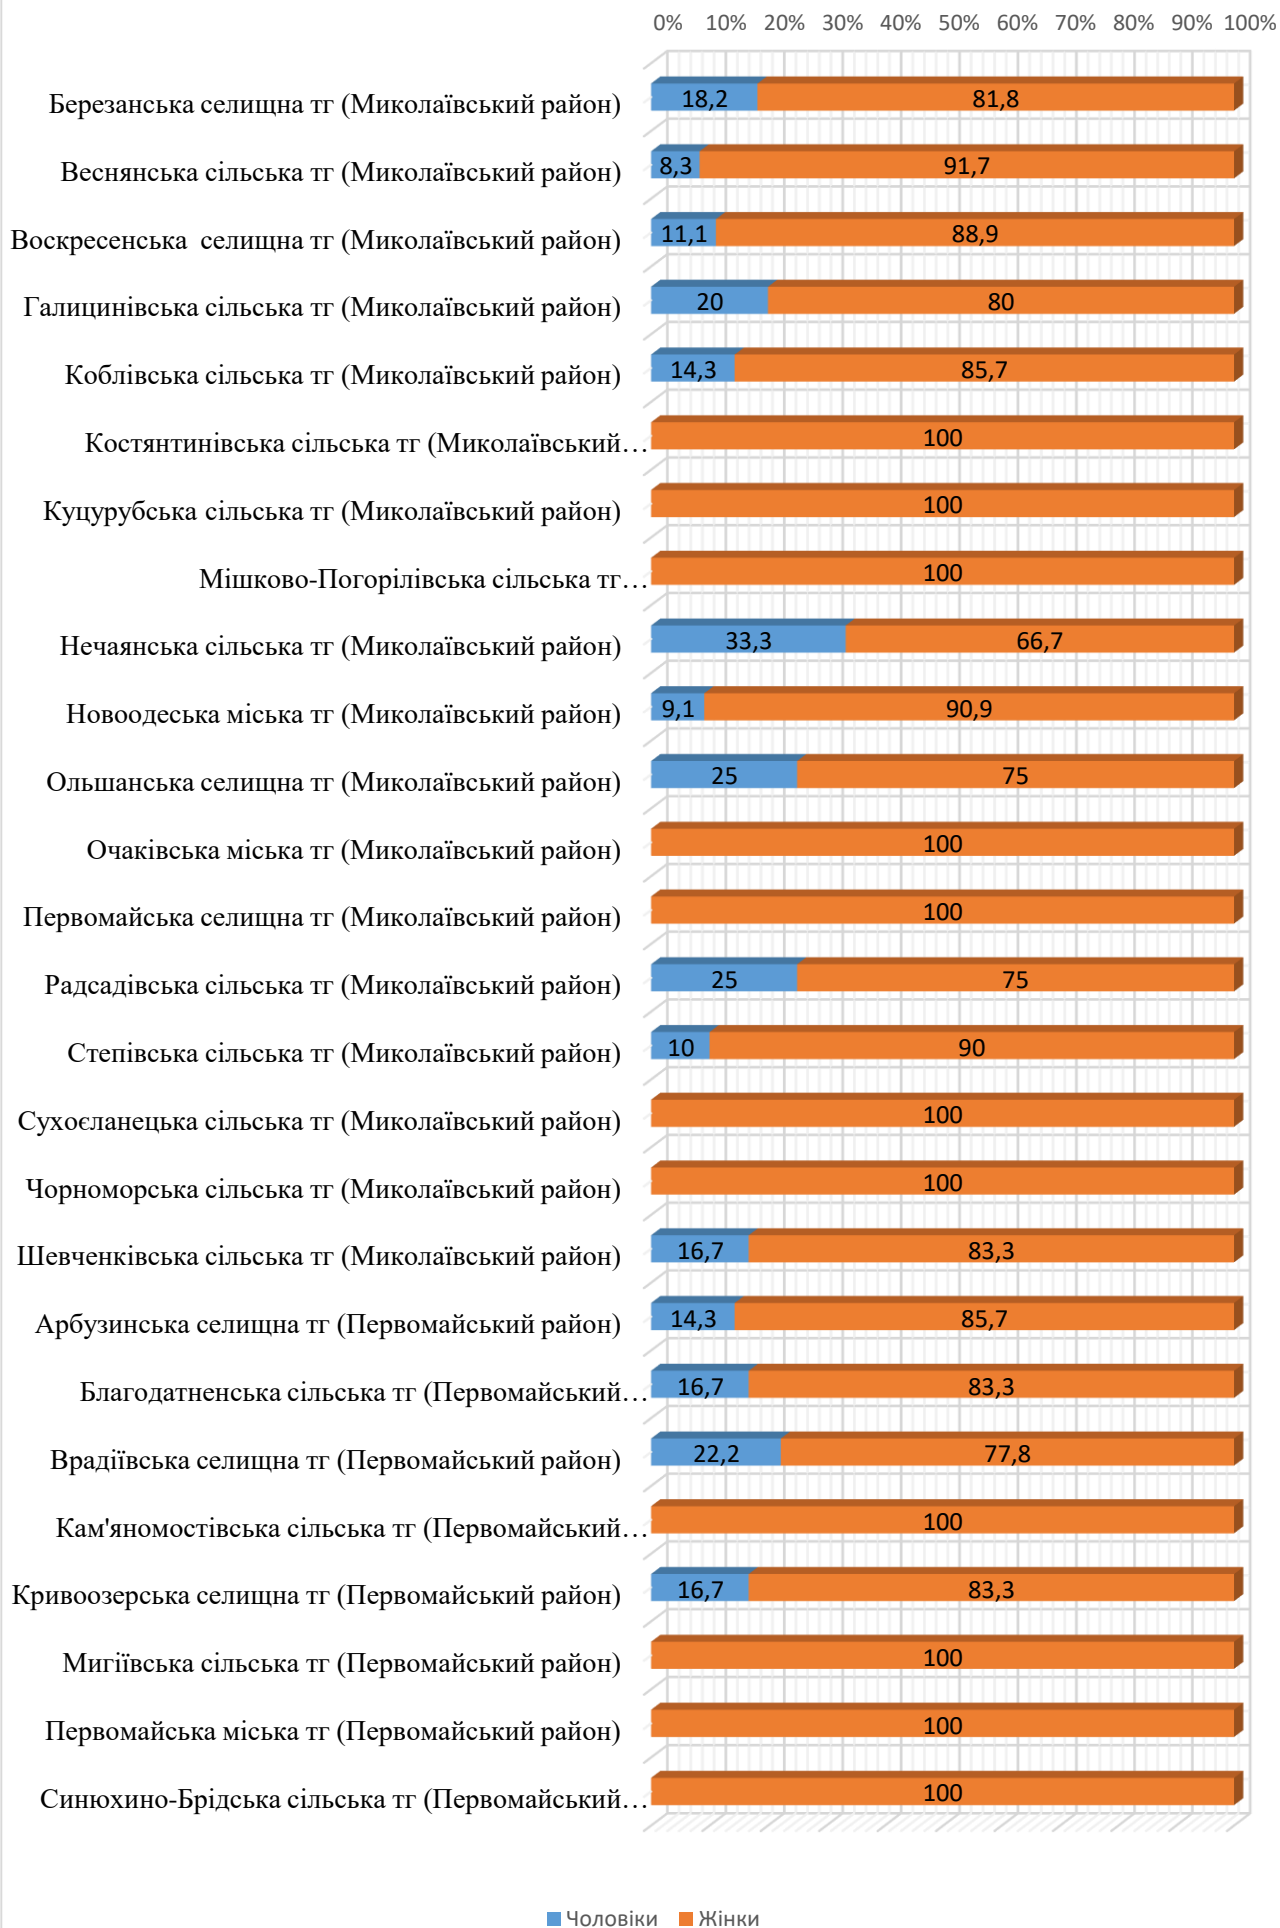 0% 10% 20% 30% 40% 50% 60% 70% 80% 90% 100%
Березанська селищна тг (Миколаївський район) 18,2 81,8
Веснянська сільська тг (Миколаївський район) 8,3 91,7
Воскресенська селищна тг (Миколаївський район) 11,1 88,9
Галицинівська сільська тг (Миколаївський район) 20 80
Коблівська сільська тг (Миколаївський район) 14,3 85,7
Костянтинівська сільська тг (Миколаївський… 100
Куцурубська сільська тг (Миколаївський район) 100
Мішково-Погорілівська сільська тг… 100
Нечаянська сільська тг (Миколаївський район) 33,3 66,7
Новоодеська міська тг (Миколаївський район) 9,1 90,9
Ольшанська селищна тг (Миколаївський район) 25 75
Очаківська міська тг (Миколаївський район) 100
Первомайська селищна тг (Миколаївський район) 100
Радсадівська сільська тг (Миколаївський район) 25 75
Степівська сільська тг (Миколаївський район) 10 90
Сухоєланецька сільська тг (Миколаївський район) 100
Чорноморська сільська тг (Миколаївський район) 100
Шевченківська сільська тг (Миколаївський район) 16,7 83,3
Арбузинська селищна тг (Первомайський район) 14,3 85,7
Благодатненська сільська тг (Первомайський… 16,7 83,3
Врадіївська селищна тг (Первомайський район) 22,2 77,8
Кам'яномостівська сільська тг (Первомайський… 100
Кривоозерська селищна тг (Первомайський район) 16,7 83,3
Мигіївська сільська тг (Первомайський район) 100
Первомайська міська тг (Первомайський район) 100
Синюхино-Брідська сільська тг (Первомайський… 100
Чоловіки Жінки